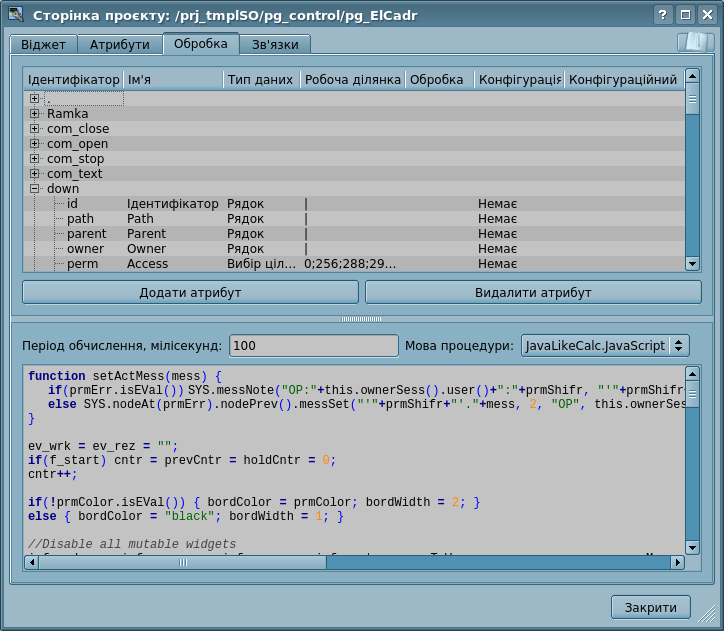 Сторінка проєкту: /prj_tmplSO/pg_control/pg_ElCadr
Віджет Атрибути Обробка Зв'язки
Ідентифікатор Ім'я Тип даних Робоча ділянка Обробка Конфігурація Конфігураційний
.
Ramka
com_close
com_open
com_stop
com_text
down
id Ідентифікатор Рядок | Немає
path Path Рядок | Немає
parent Parent Рядок | Немає
owner Owner Рядок | Немає
perm Access Вибір ціл... 0;256;288;29... Немає
Додати атрибут Видалити атрибут
Період обчислення, мілісекунд: 100 Мова процедури: JavaLikeCalc.JavaScript
function setActMess(mess) {
if(prmErr.isEVal()) SYS.messNote("OP:"+this.ownerSess().user()+":"+prmShifr, "'"+prmShifr
else SYS.nodeAt(prmErr).nodePrev().messSet("'"+prmShifr+"'."+mess, 2, "OP", this.ownerSes
}
ev_wrk = ev_rez = "";
if(f_start) cntr = prevCntr = holdCntr = 0;
cntr++;
if(!prmColor.isEVal()) { bordColor = prmColor; bordWidth = 2; }
else { bordColor = "black"; bordWidth = 1; }
//Disable all mutable widgets
Закрити